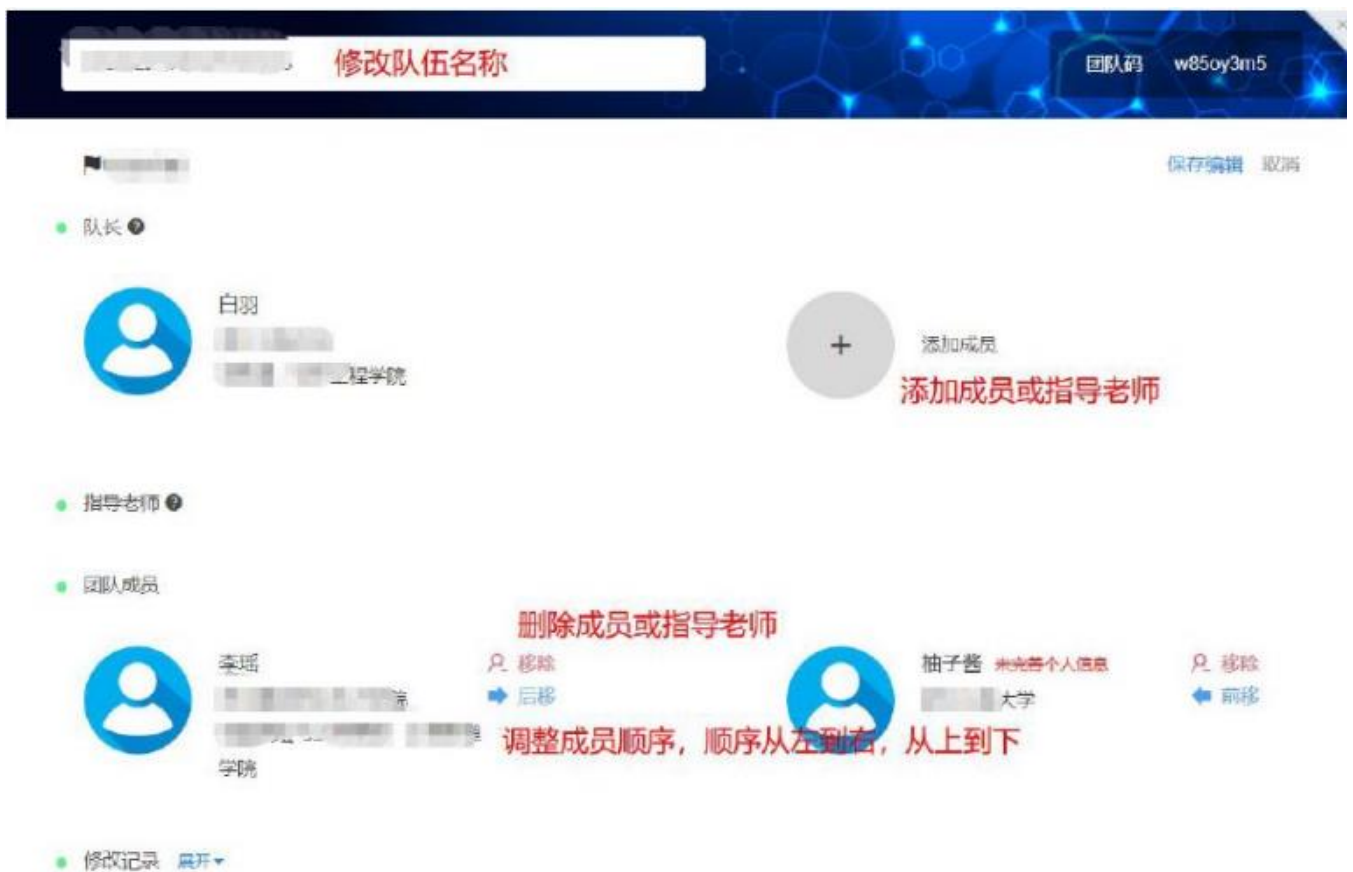 修改队伍名称
团队码 w85oy3m5
保存编辑 取消
队长
白羽
工程学院
添加成员
添加成员或指导老师
指导老师
团队成员
删除成员或指导老师
李瑶 移除
后移
柚子酱 未完善个人信息 移除
大学 前移
调整成员顺序，顺序从左到右，从上到下
学院
修改记录 展开